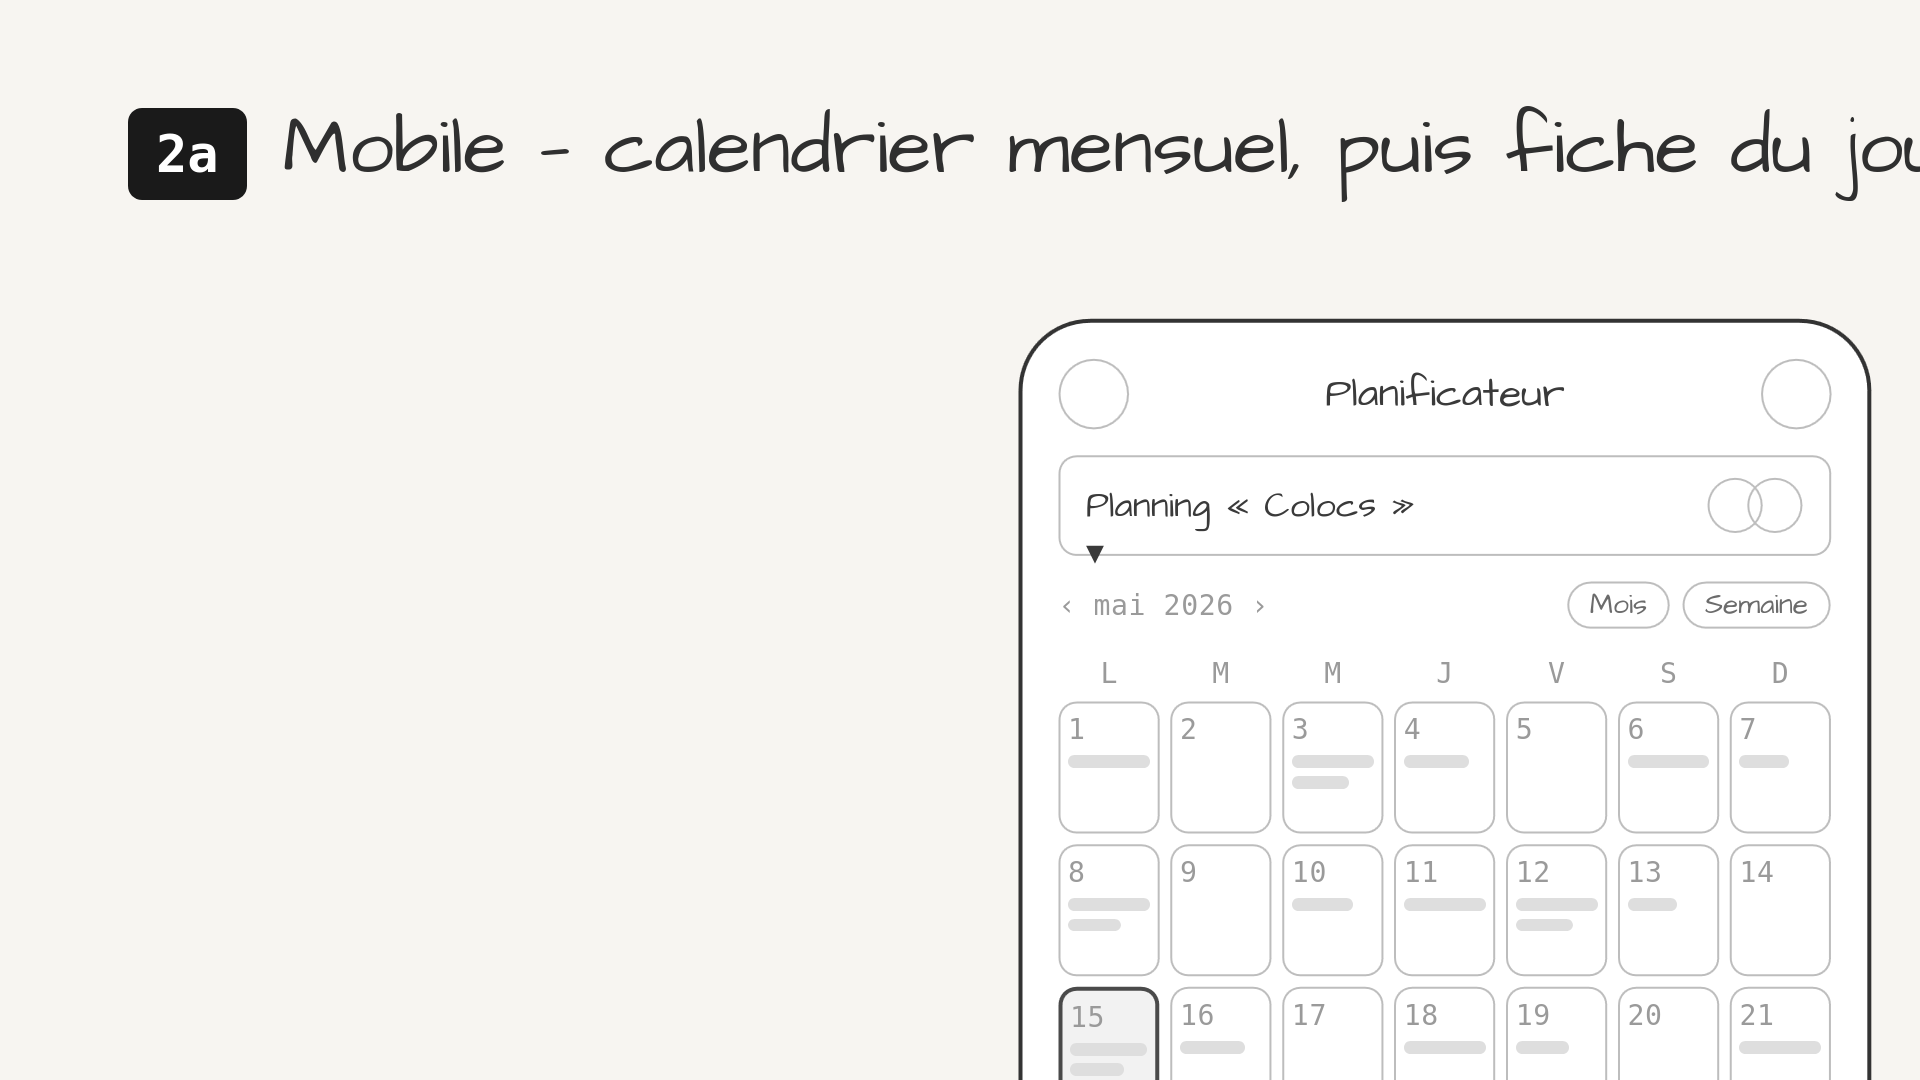 2a Mobile - calendrier mensuel, puis fiche du
Planificateur
Planning « Colocs »
▼
‹ mai 2026 › Mois Semaine
L M M J V S D
1 2 3 4 5 6 7
8 9 10 11 12 13 14
15 16 17 18 19 20 21